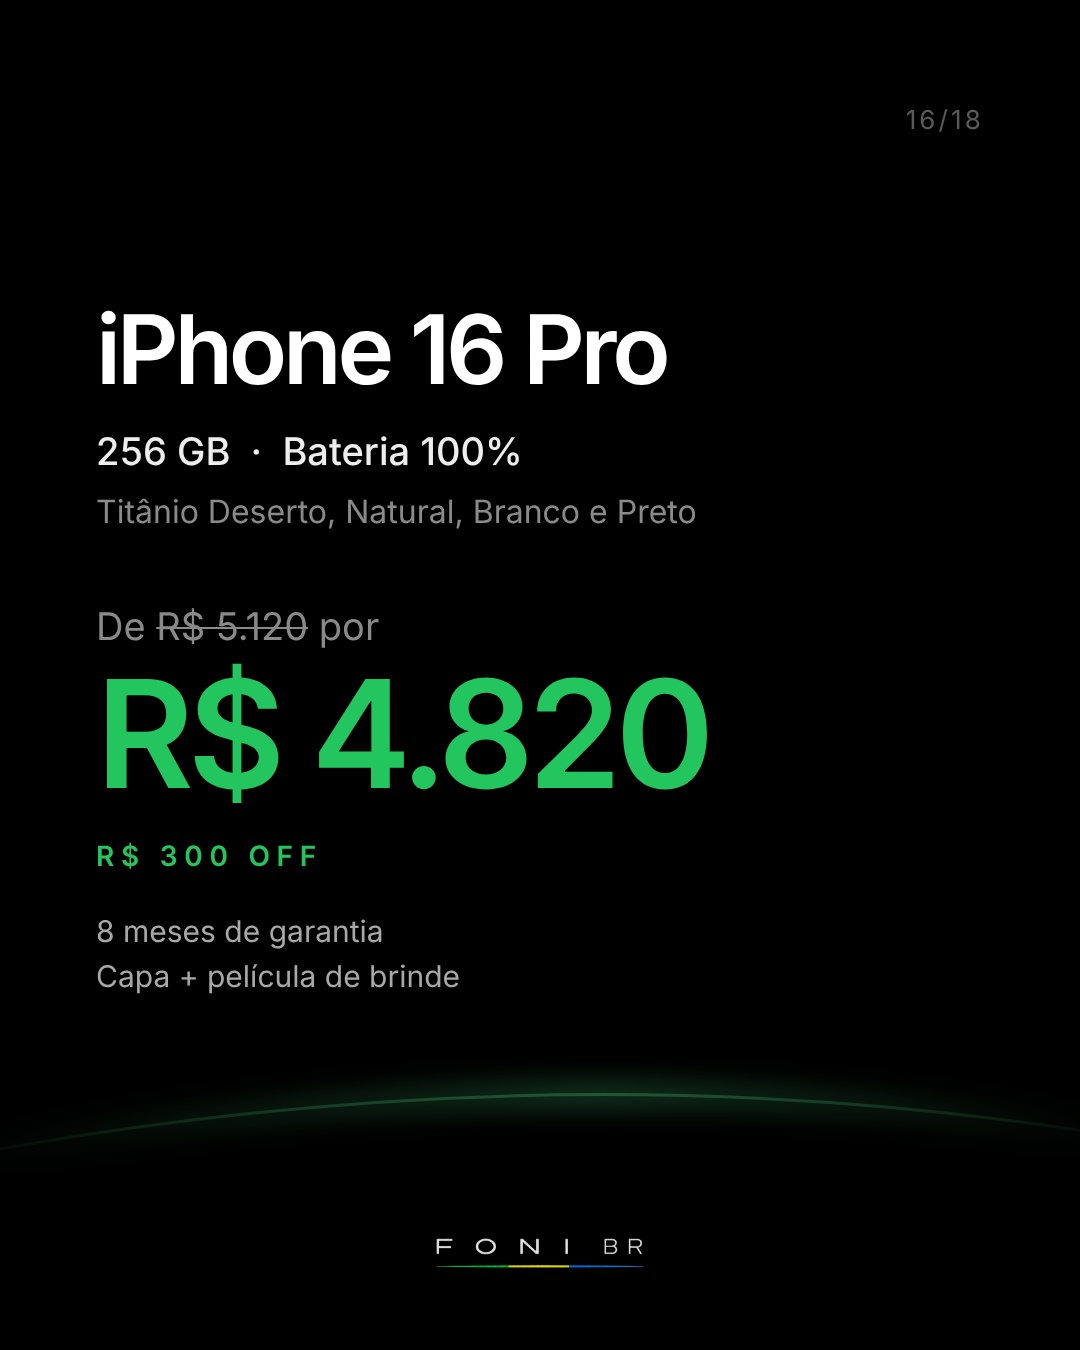 16/18
iPhone 16 Pro
256 GB · Bateria 100%
Titânio Deserto, Natural, Branco e Preto
De R$ 5.120 por
R$ 4.820
R$ 300 OFF
8 meses de garantia
Capa + película de brinde
FONI BR